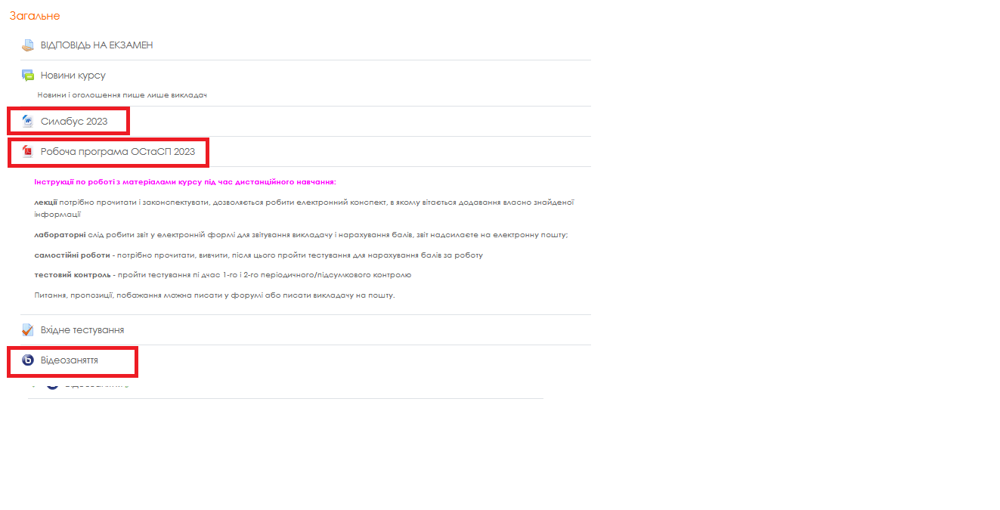 Загальне
ВІДПОВІДЬ НА ЕКЗАМЕН
Новини курсу
Новини і оголошення пише лише викладач
Силабус 2023
Робоча програма ОСтаСП 2023
Інструкції по роботі з матеріалами курсу під час дистанційного навчання:
лекції потрібно прочитати і законспектувати, дозволяється робити електронний конспект, в якому вітається додавання власно знайденої
інформації
лабораторні слід робити звіт у електронній формі для звітування викладачу і нарахування балів, звіт надсилаєте на електронну пошту;
самостійні роботи - потрібно прочитати, вивчити, після цього пройти тестування для нарахування балів за роботу
тестовий контроль - пройти тестування пі дчас 1-го і 2-го періодичного/підсумкового контролю
Питання, пропозиції, побажання можна писати у форумі або писати викладачу на пошту.
Вхідне тестування
Відеозаняття